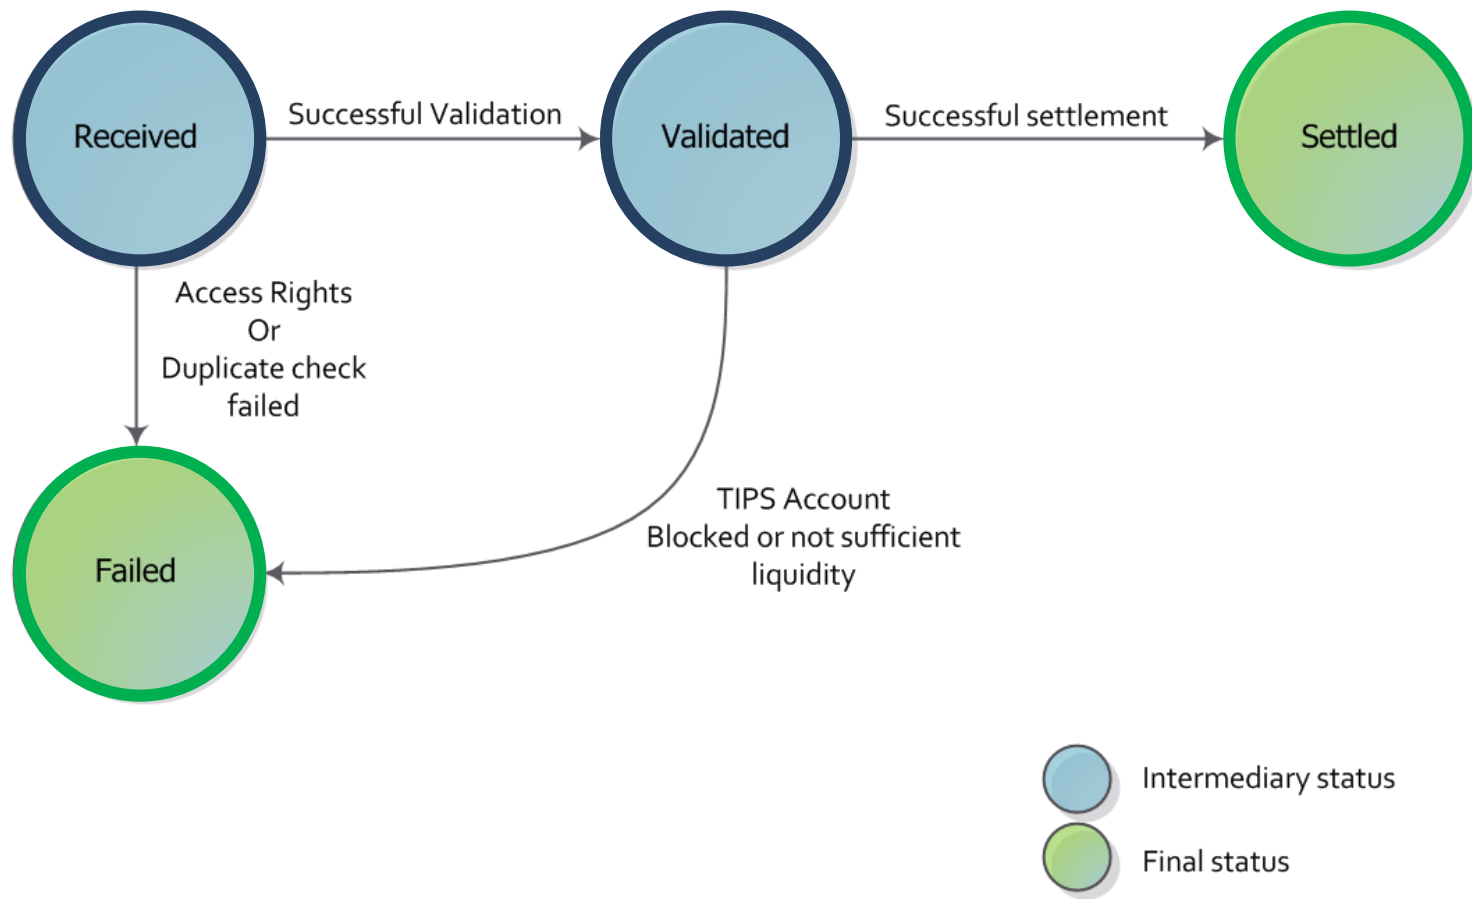 Received
Successful Validation
Validated
Successful settlement
Settled
Access Rights
Or
Duplicate check
failed
Failed
TIPS Account
Blocked or not sufficient
liquidity
Intermediary status
Final status